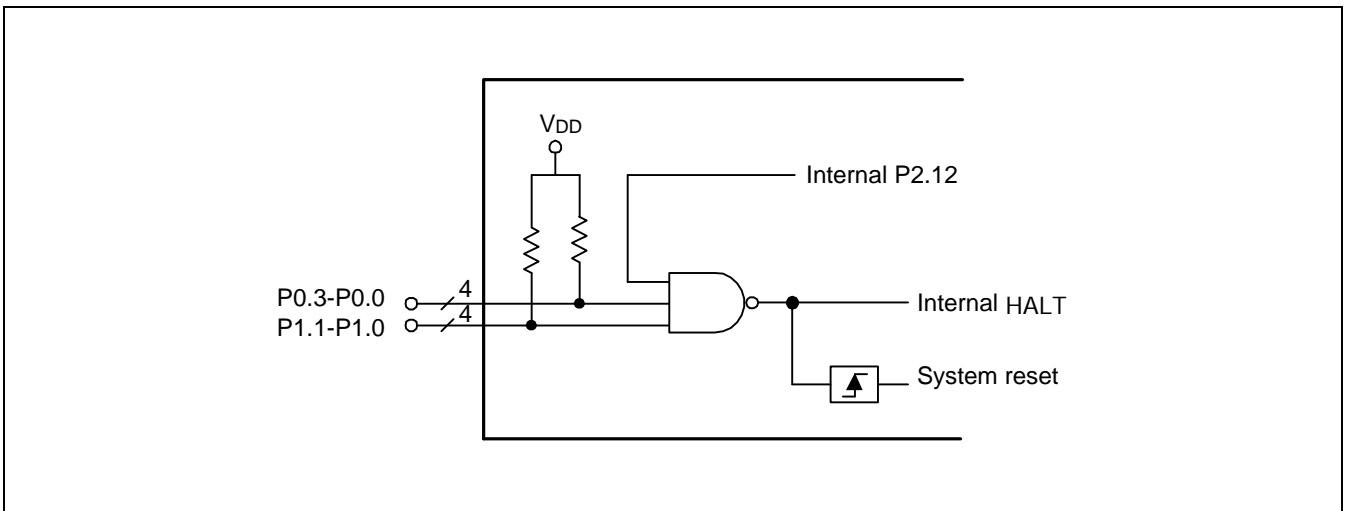 VDD
Internal P2.12
P0.3-P0.0
4
P1.1-P1.0
4
Internal HALT
System reset